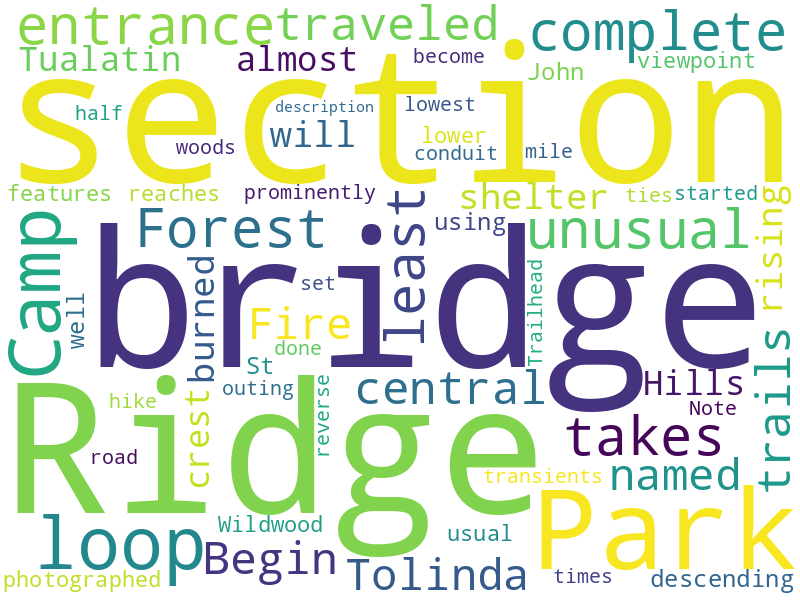 entrance traveled complete
Tualatin almost become John viewpoint
section
half description lowest
woods will lower conduit mile
features reaches prominently shelter ties started
Camp Forest least using unusual rising
bridge
well burned set Fire Trailhead
done St outing central Hills
Ridge
hike crest reverse takes Note trails
road transients named
loop Wildwood usual Park
Begin Tolinda
photographed times descending